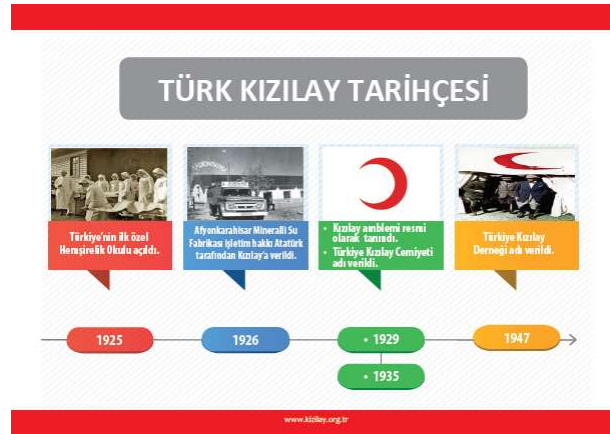 TÜRK KIZILAY TARİHÇESİ
Türkiye'nin ilk özel
Hemşirelik Okulu açıldı.
Afyonkarahisar Mineralli Su
Fabrikası işletim hakkı Atatürk
tarafından Kızılay'a verildi.
• Kızılay amblemi resmi
olarak tanındı.
• Türkiye Kızılay Cemiyeti
adı verildi.
Türkiye Kızılay
Derneği adı verildi.
1925
1926
• 1929
• 1935
1947
www.kizilay.org.tr